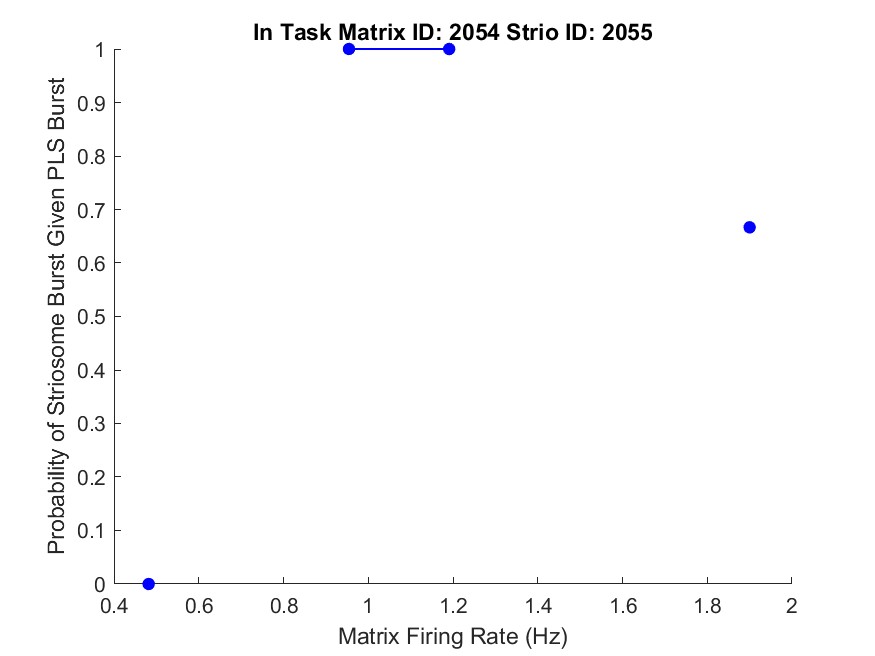 In Task Matrix ID: 2054 Strio ID: 2055
Probability of Striosome Burst Given PLS Burst
1
0.9
0.8
0.7
0.6
0.5
0.4
0.3
0.2
0.1
0
0.4 0.6 0.8 1 1.2 1.4 1.6 1.8 2
Matrix Firing Rate (Hz)